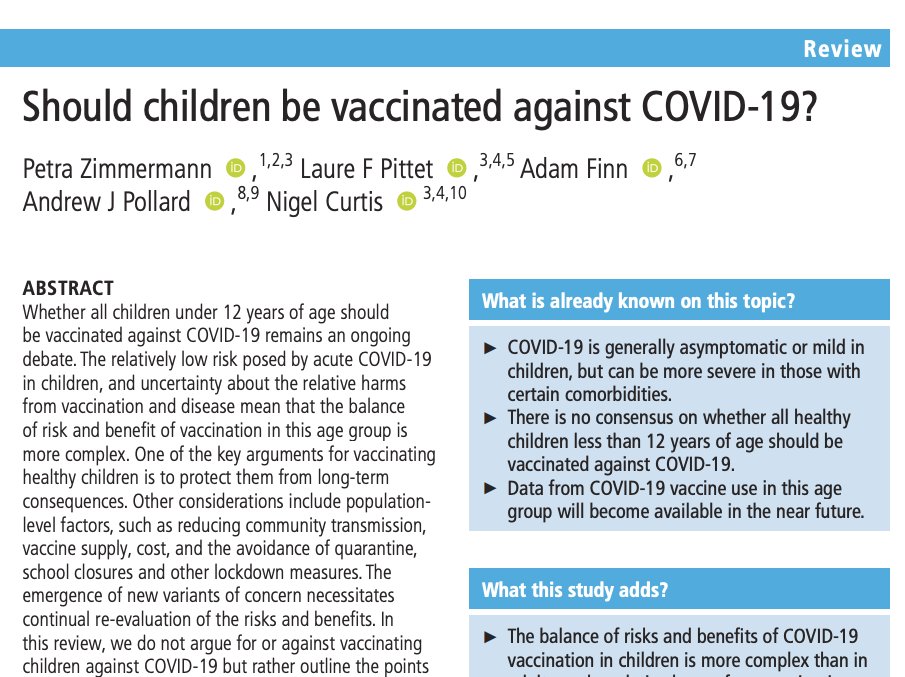 Review
Should children be vaccinated against COVID-19?
Petra Zimmermann iD ,1,2,3 Laure F Pittet iD ,3,4,5 Adam Finn iD ,6,7
Andrew J Pollard iD ,8,9 Nigel Curtis iD 3,4,10
ABSTRACT
Whether all children under 12 years of age should
be vaccinated against COVID-19 remains an ongoing
debate. The relatively low risk posed by acute COVID-19
in children, and uncertainty about the relative harms
from vaccination and disease mean that the balance
of risk and benefit of vaccination in this age group is
more complex. One of the key arguments for vaccinating
healthy children is to protect them from long-term
consequences. Other considerations include population-
level factors, such as reducing community transmission,
vaccine supply, cost, and the avoidance of quarantine,
school closures and other lockdown measures. The
emergence of new variants of concern necessitates
continual re-evaluation of the risks and benefits. In
this review, we do not argue for or against vaccinating
children against COVID-19 but rather outline the points
What is already known on this topic?
► COVID-19 is generally asymptomatic or mild in
children, but can be more severe in those with
certain comorbidities.
► There is no consensus on whether all healthy
children less than 12 years of age should be
vaccinated against COVID-19.
► Data from COVID-19 vaccine use in this age
group will become available in the near future.
What this study adds?
► The balance of risks and benefits of COVID-19
vaccination in children is more complex than in